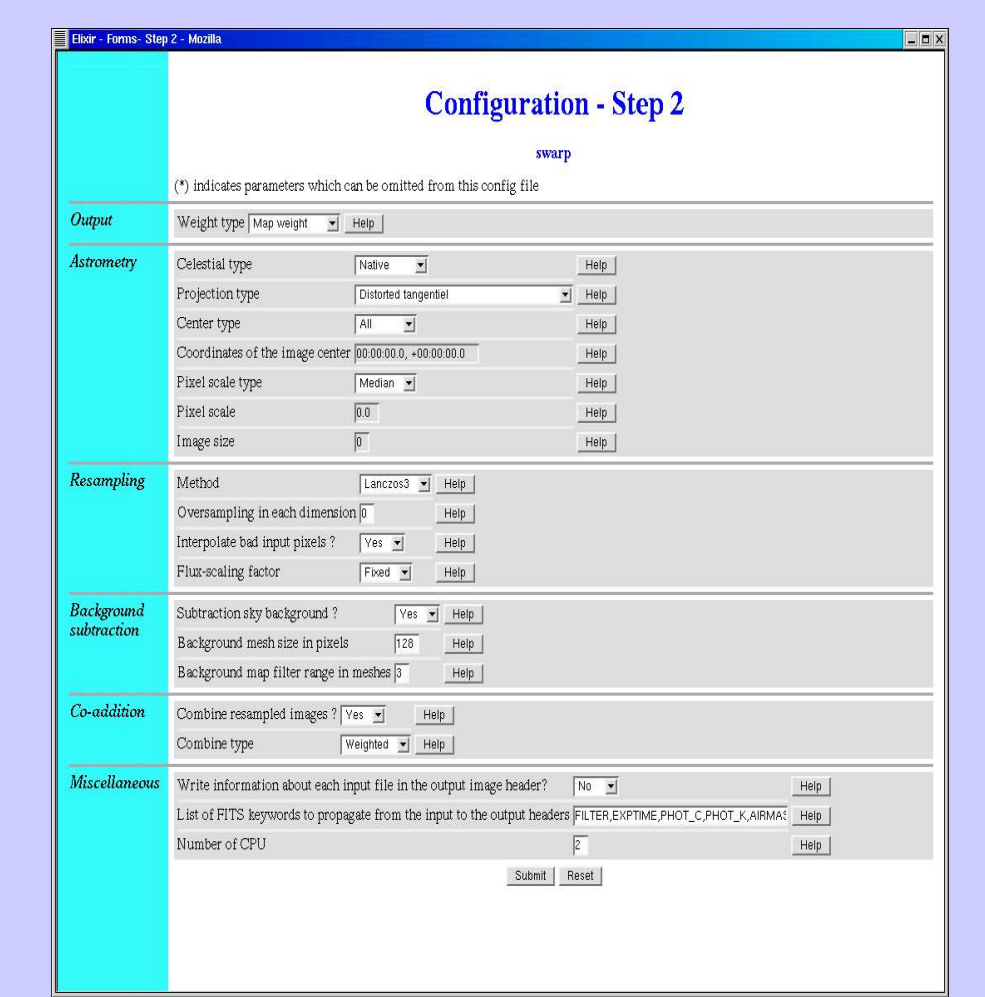 Elixir - Forms- Step 2 - Mozilla
Configuration - Step 2
swarp
(*) indicates parameters which can be omitted from this config file
Output
Weight type Map weight Help
Astrometry
Celestial type Native Help
Projection type Distorted tangentiel Help
Center type All Help
Coordinates of the image center 00:00:00.0, +00:00:00.0 Help
Pixel scale type Median Help
Pixel scale 0.0 Help
Image size 0 Help
Resampling
Method Lanczos3 Help
Oversampling in each dimension 0 Help
Interpolate bad input pixels ? Yes Help
Flux-scaling factor Fixed Help
Background subtraction
Subtraction sky background ? Yes Help
Background mesh size in pixels 128 Help
Background map filter range in meshes 3 Help
Co-addition
Combine resampled images ? Yes Help
Combine type Weighted Help
Miscellaneous
Write information about each input file in the output image header? No Help
List of FITS keywords to propagate from the input to the output headers FILTER,EXPTIME,PHOT_C,PHOT_K,AIRMAS Help
Number of CPU 2 Help
Submit Reset